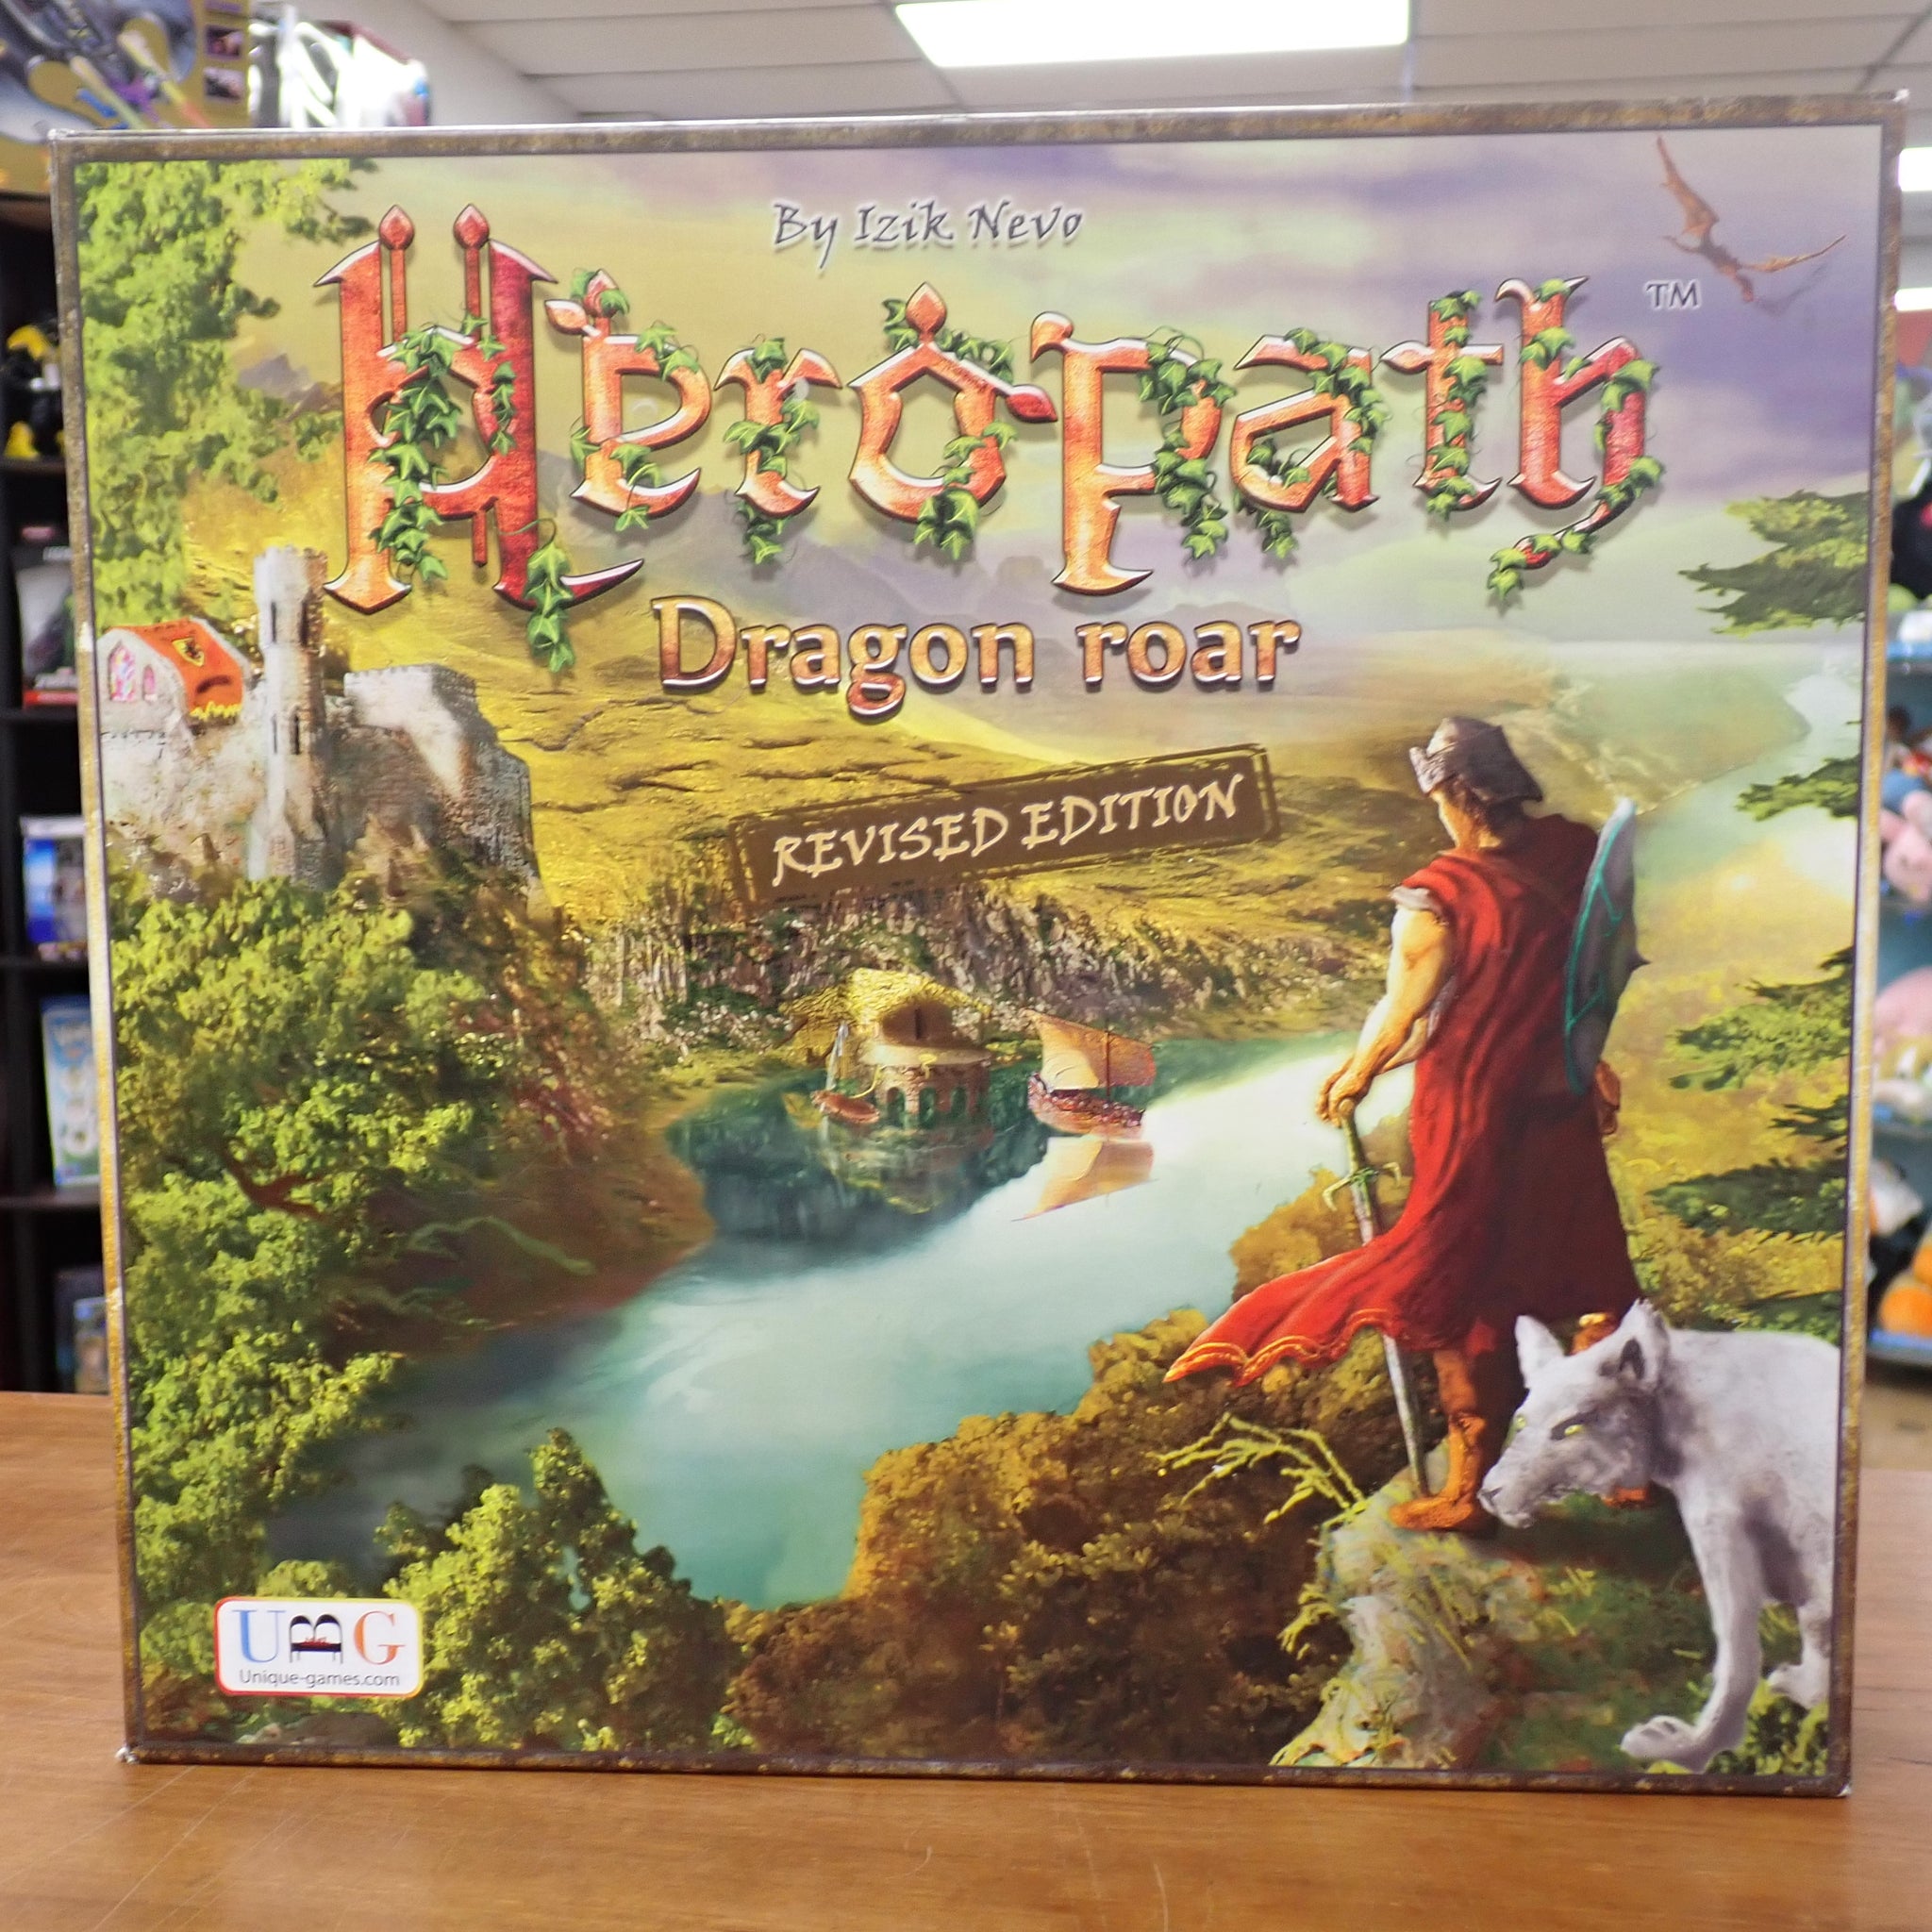 By Izik Nevo
Heropath
TM
Dragon roar
REVISED EDITION
UBG
Unique-games.com